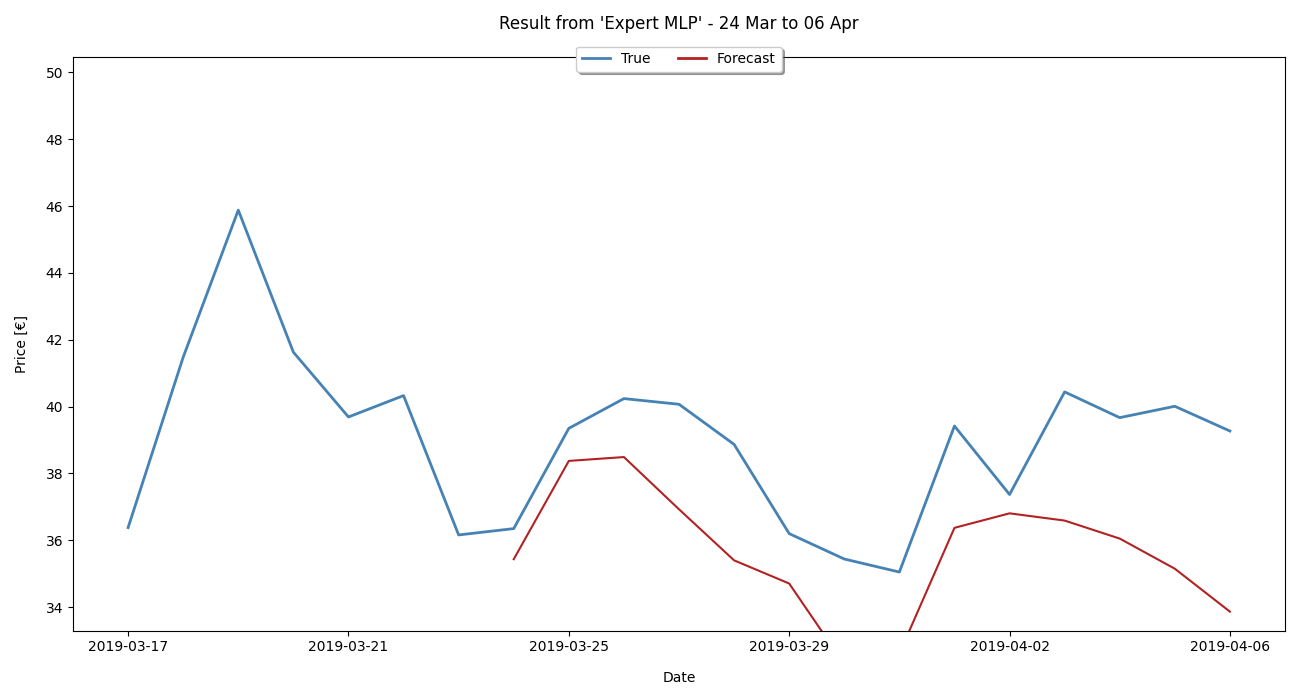 Result from 'Expert MLP' - 24 Mar to 06 Apr
True Forecast
50
48
46
44
42
40
38
36
34
Price [€]
2019-03-17 2019-03-21 2019-03-25 2019-03-29 2019-04-02 2019-04-06
Date